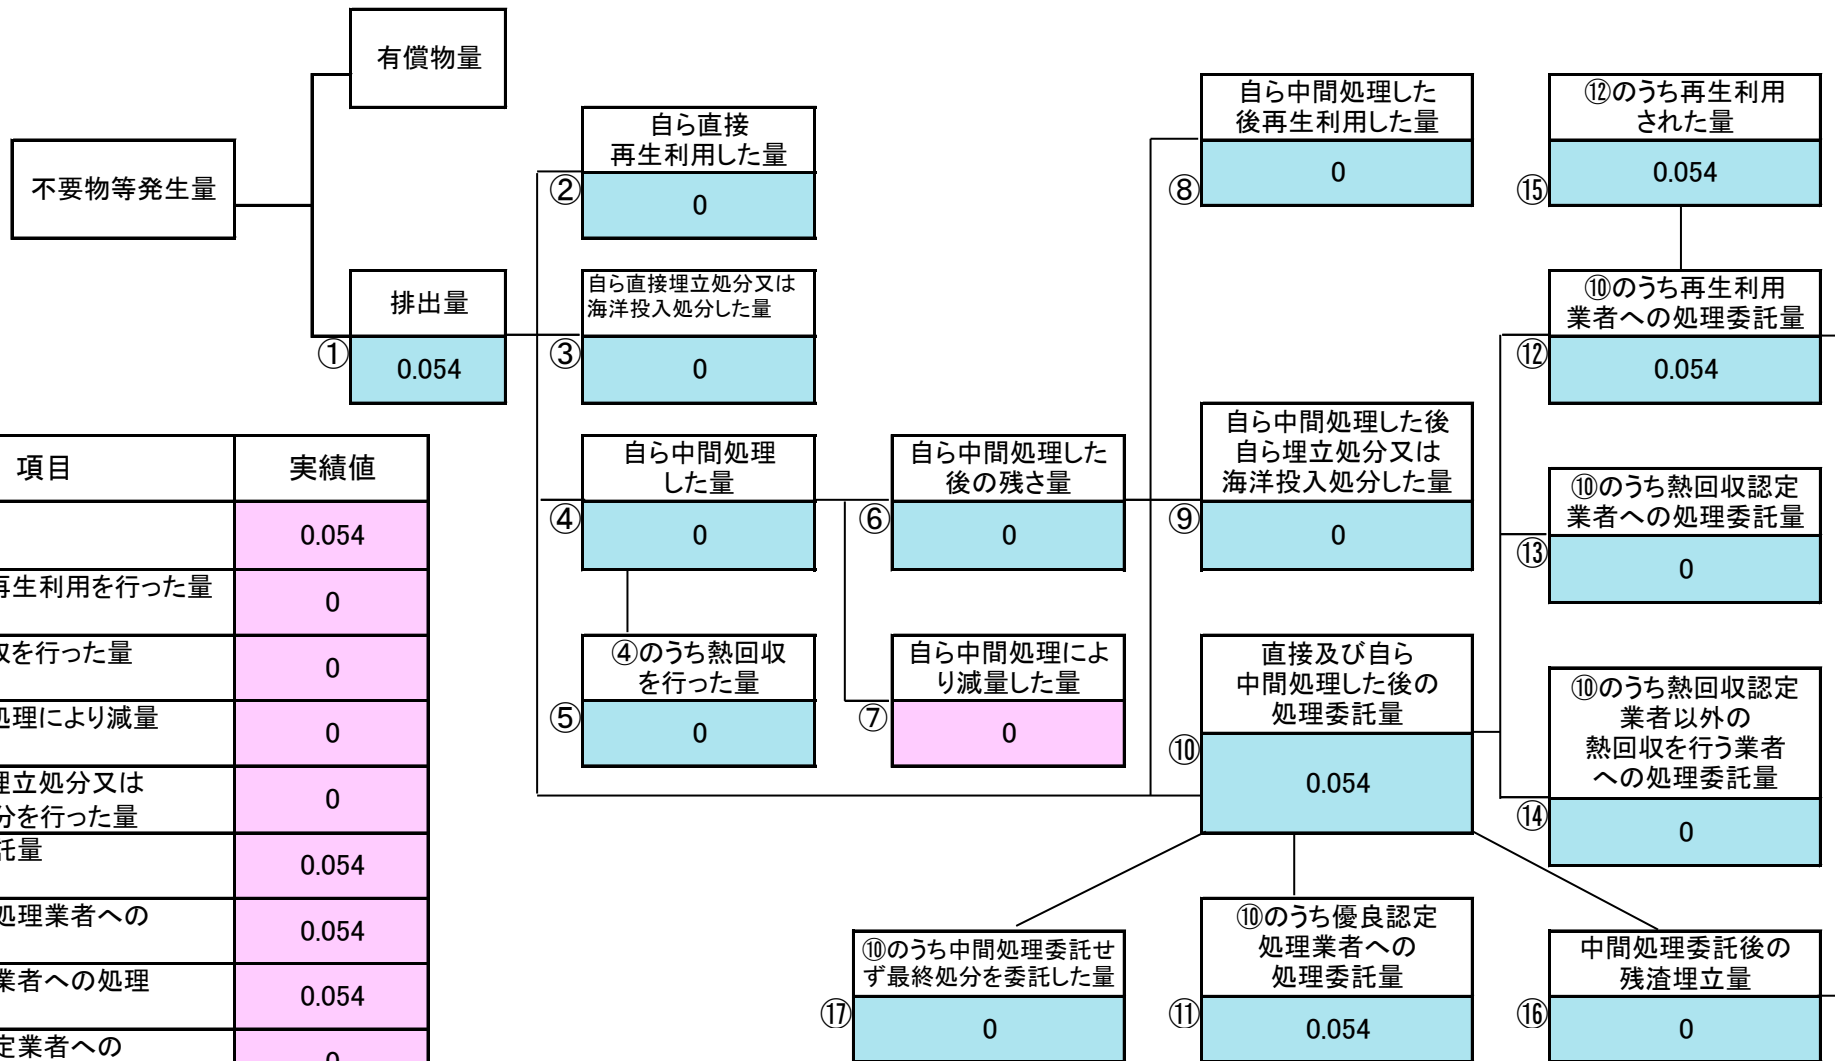 有償物量
不要物等発生量
排出量
①
0.054
自ら直接
再生利用した量
②
0
自ら直接埋立処分又は
海洋投入処分した量
③
0
自ら中間処理
した量
④
0
④のうち熱回収
を行った量
⑤
0
自ら中間処理した
後の残さ量
⑥
0
自ら中間処理によ
り減量した量
⑦
0
自ら中間処理した
後再生利用した量
⑧
0
自ら中間処理した後
自ら埋立処分又は
海洋投入処分した量
⑨
0
直接及び自ら
中間処理した後の
処理委託量
⑩
0.054
⑫のうち再生利用
された量
⑮
0.054
⑩のうち再生利用
業者への処理委託量
⑫
0.054
⑩のうち熱回収認定
業者への処理委託量
⑬
0
⑩のうち熱回収認定
業者以外の
熱回収を行う業者
への処理委託量
⑭
0
⑩のうち中間処理委託せ
ず最終処分を委託した量
⑰
0
⑩のうち優良認定
処理業者への
処理委託量
⑪
0.054
中間処理委託後の
残渣埋立量
⑯
0
項目 実績値
0.054
再生利用を行った量
0
を行った量
0
処理により減量
0
埋立処分又は
分を行った量
0
託量
0.054
処理業者への
0.054
業者への処理
0.054
定業者への
0